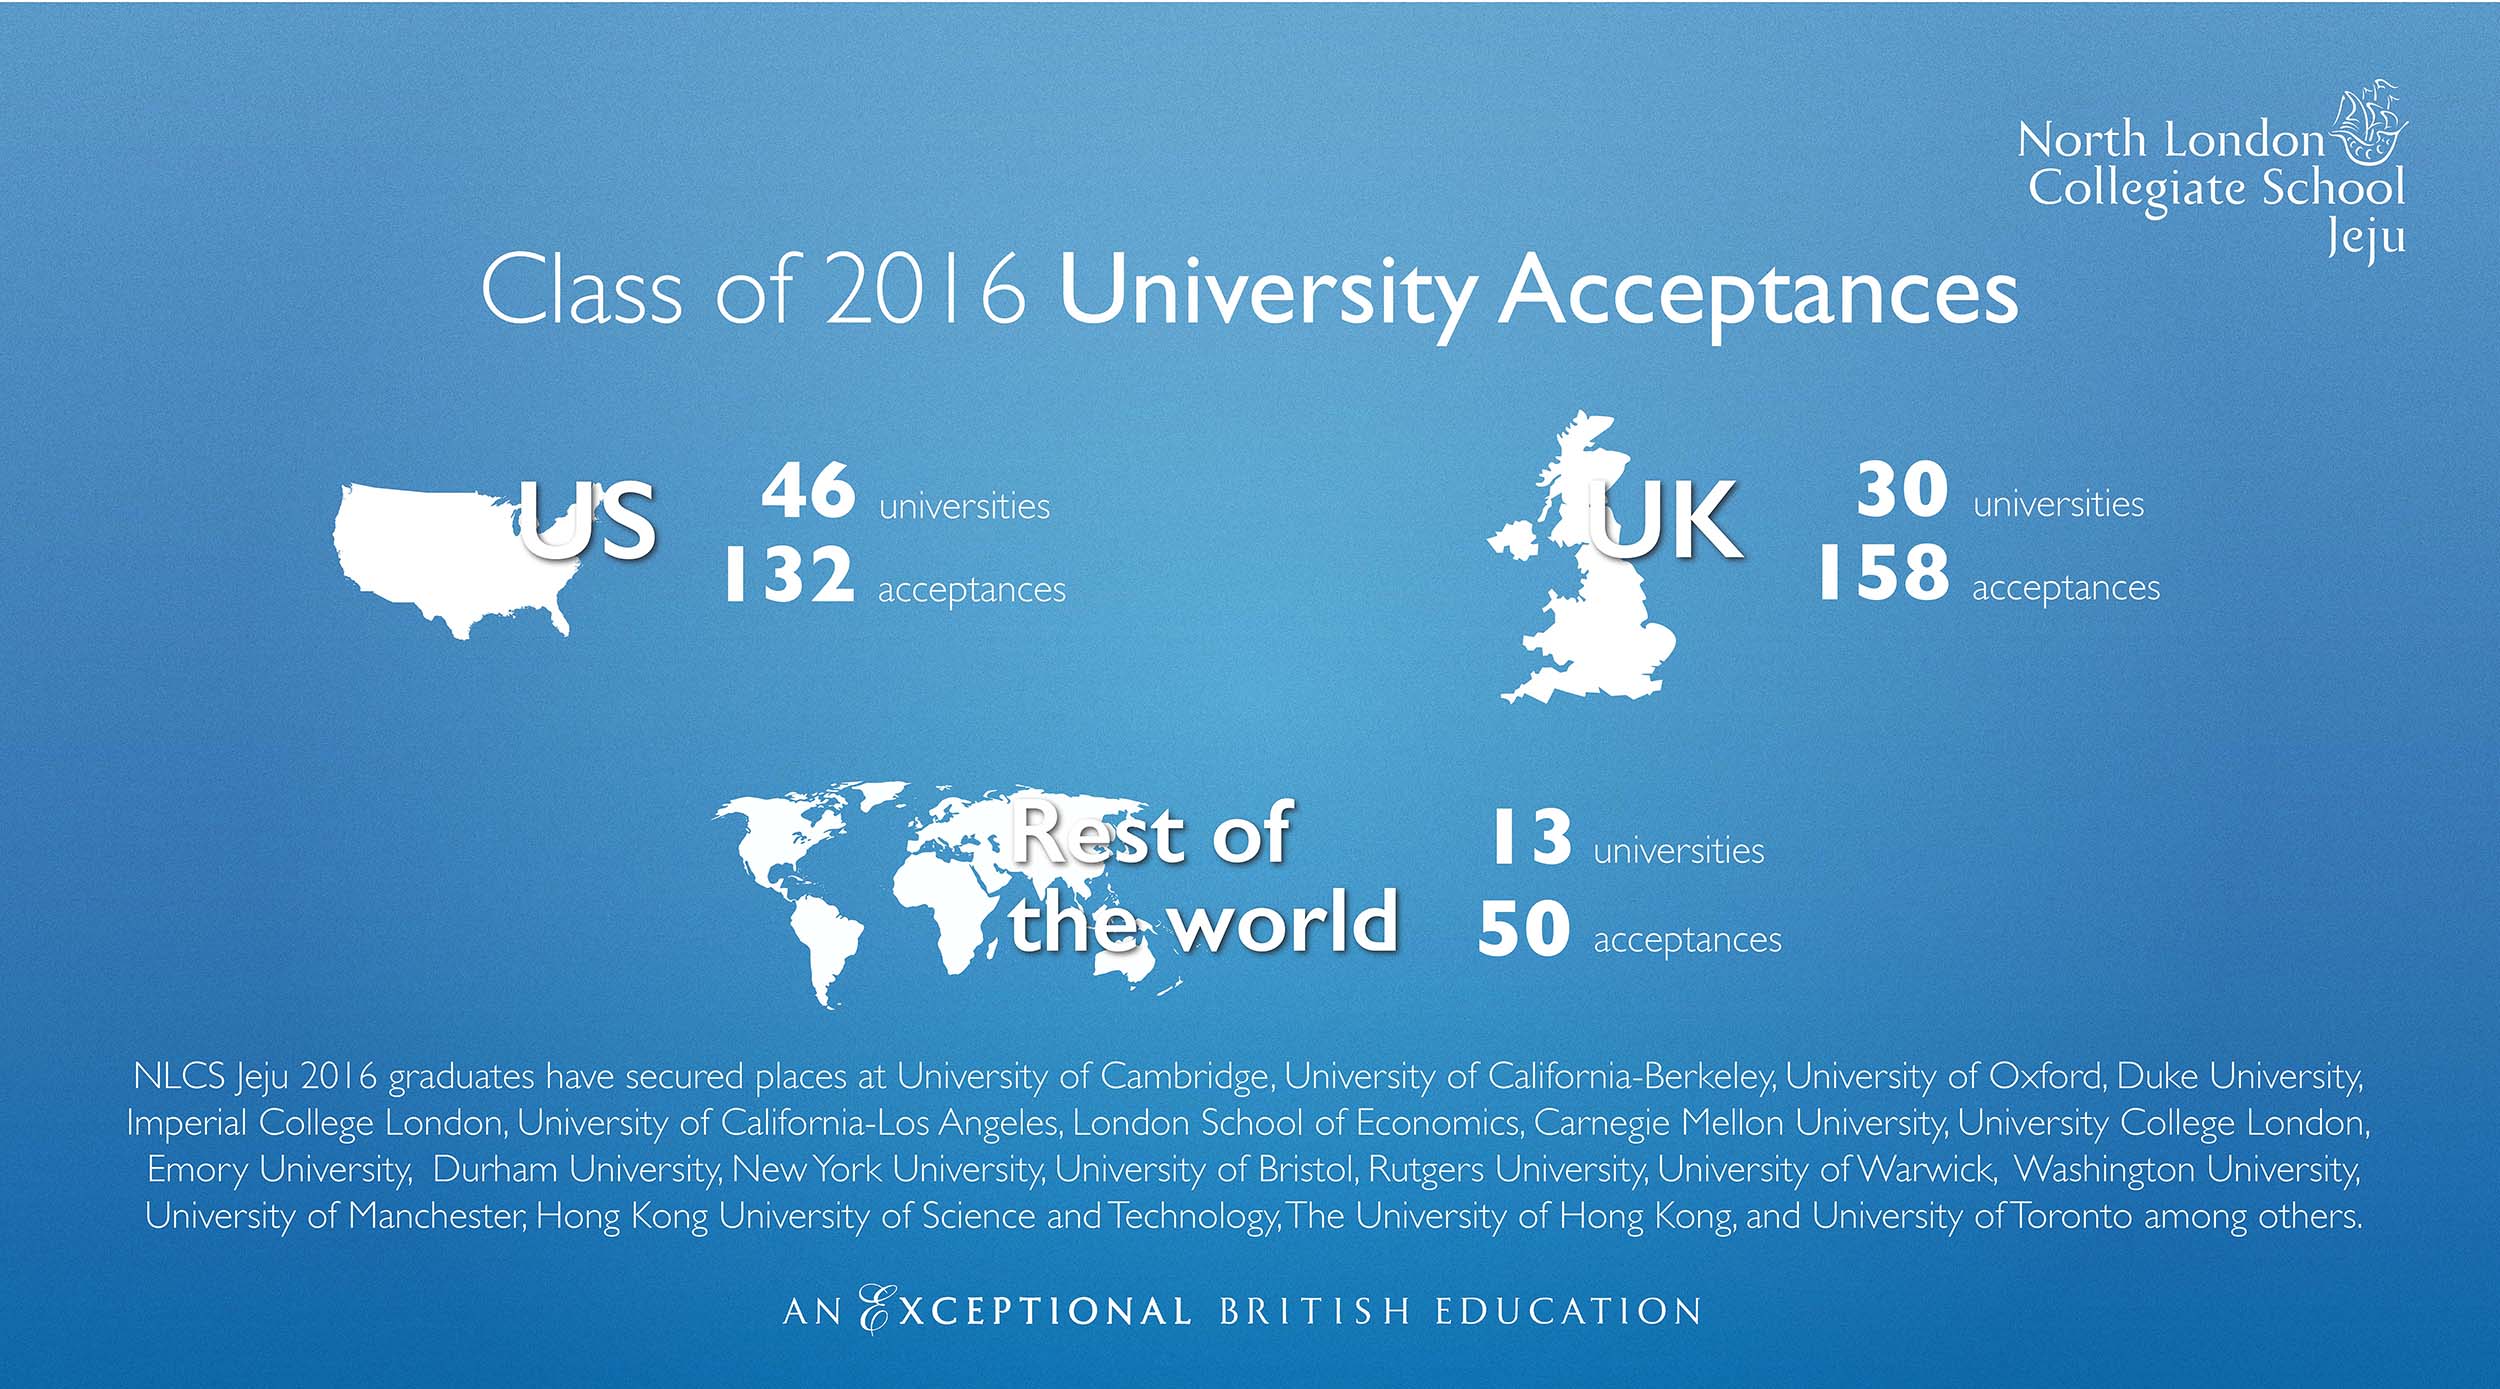 North London
Collegiate School
Jeju
Class of 2016 University Acceptances
US
46 universities
132 acceptances
UK
30 universities
158 acceptances
Rest of
the world
13 universities
50 acceptances
NLCS Jeju 2016 graduates have secured places at University of Cambridge, University of California-Berkeley, University of Oxford, Duke University,
Imperial College London, University of California-Los Angeles, London School of Economics, Carnegie Mellon University, University College London,
Emory University, Durham University, New York University, University of Bristol, Rutgers University, University of Warwick, Washington University,
University of Manchester, Hong Kong University of Science and Technology, The University of Hong Kong, and University of Toronto among others.
AN EXCEPTIONAL BRITISH EDUCATION